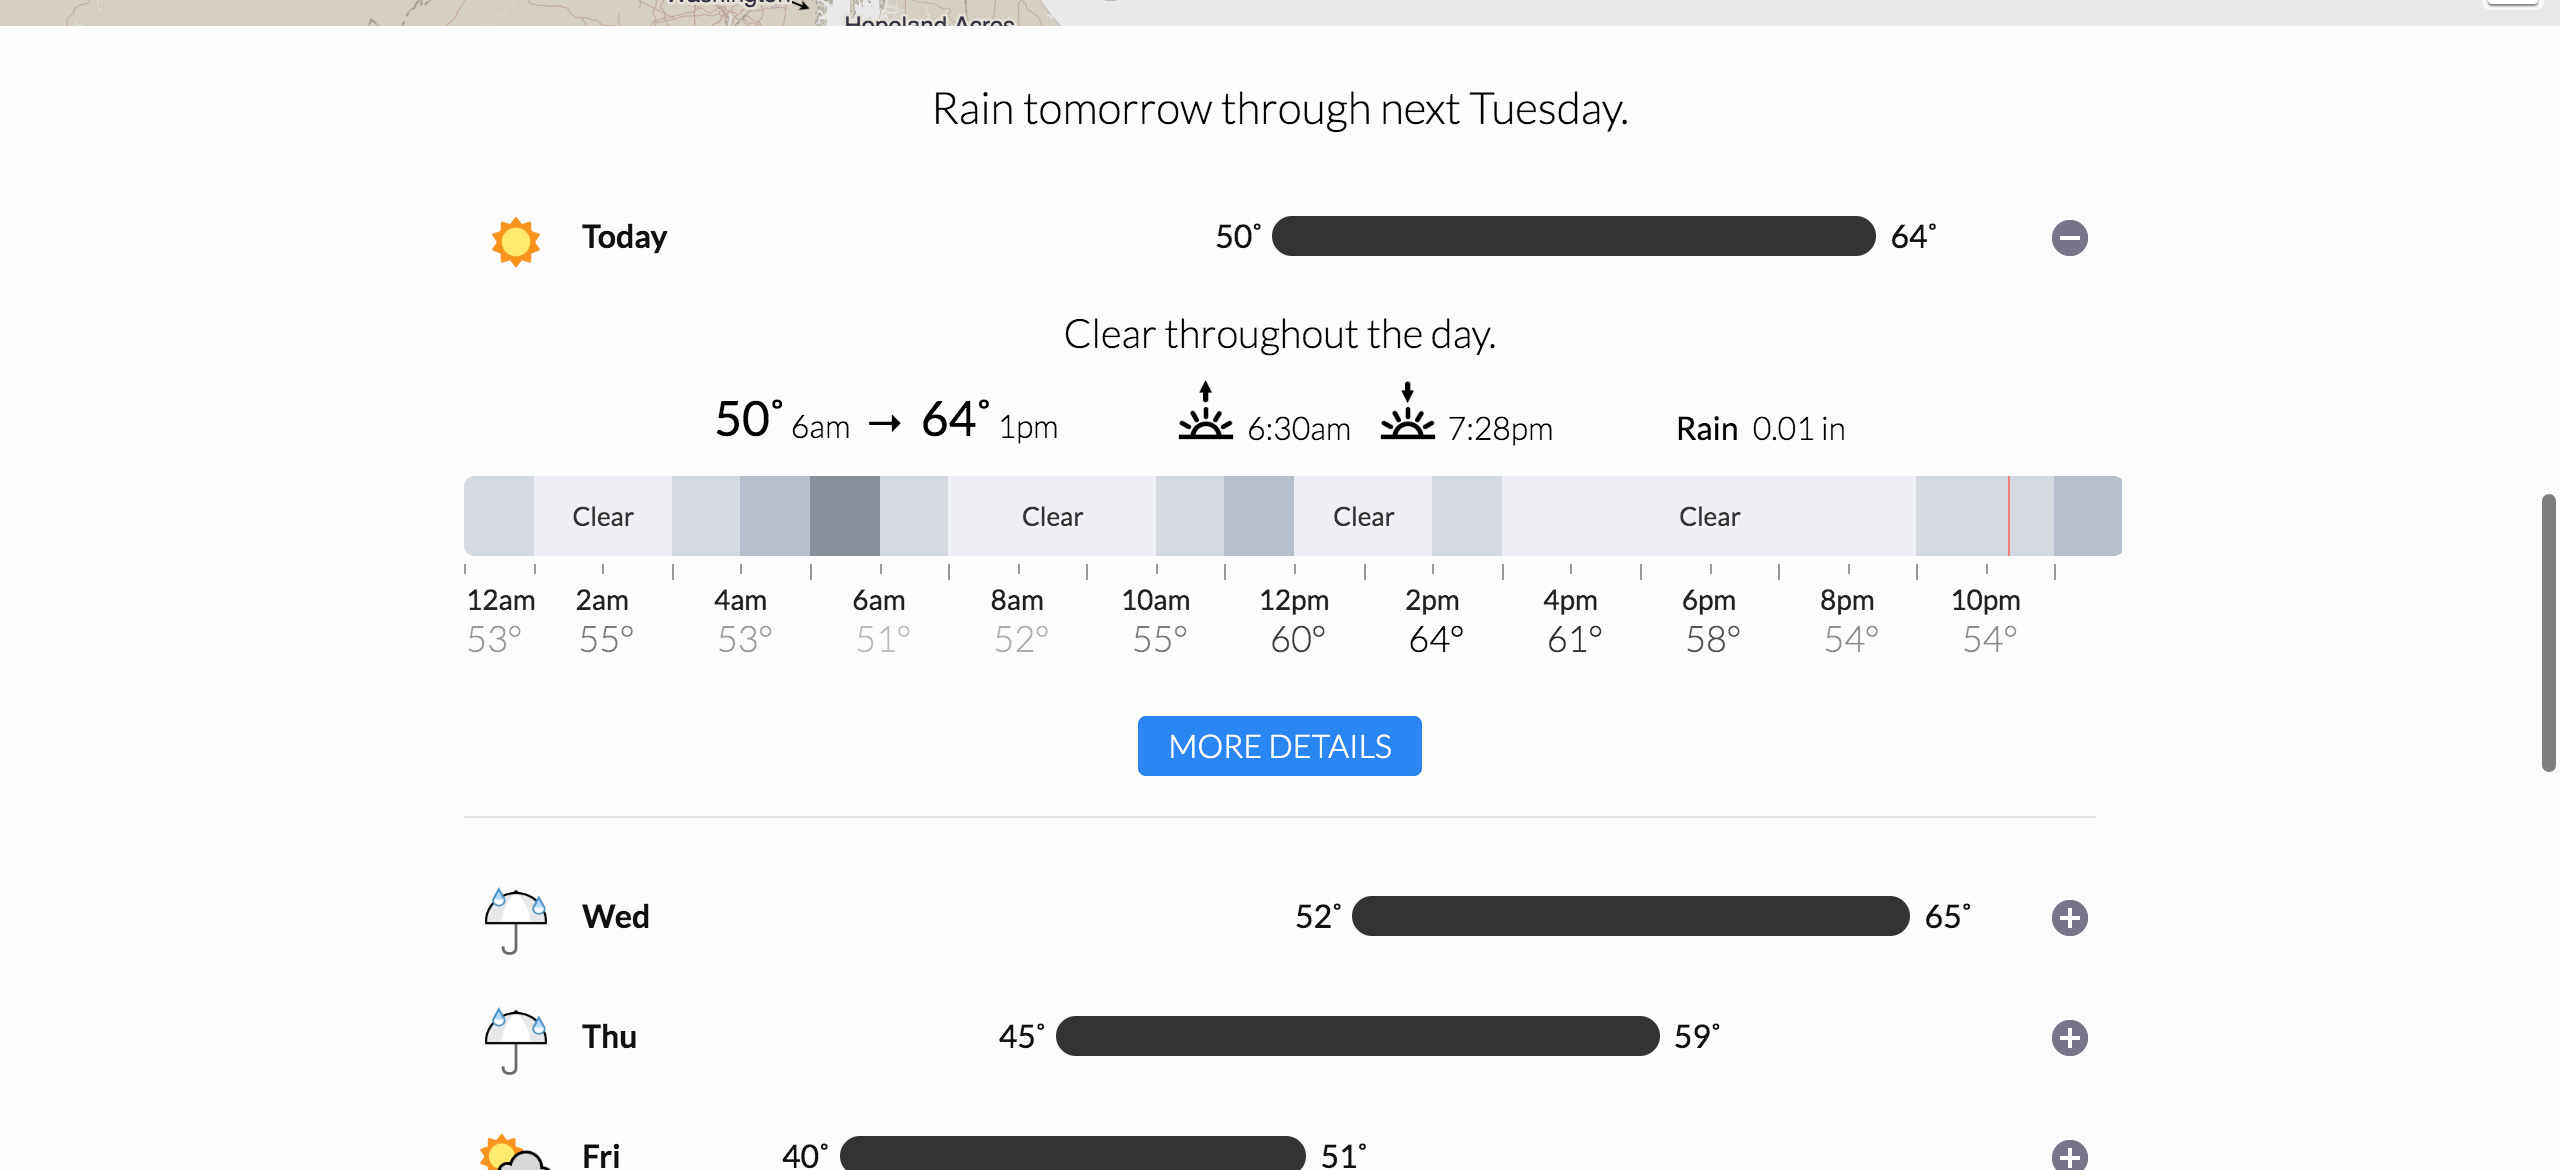 Washington
Hopeland Acres
Rain tomorrow through next Tuesday.
Today 50° 64°
Clear throughout the day.
50° 6am → 64° 1pm 6:30am 7:28pm Rain 0.01 in
Clear Clear Clear Clear
12am 2am 4am 6am 8am 10am 12pm 2pm 4pm 6pm 8pm 10pm
53° 55° 53° 51° 52° 55° 60° 64° 61° 58° 54° 54°
MORE DETAILS
Wed 52° 65°
Thu 45° 59°
Fri 40° 51°